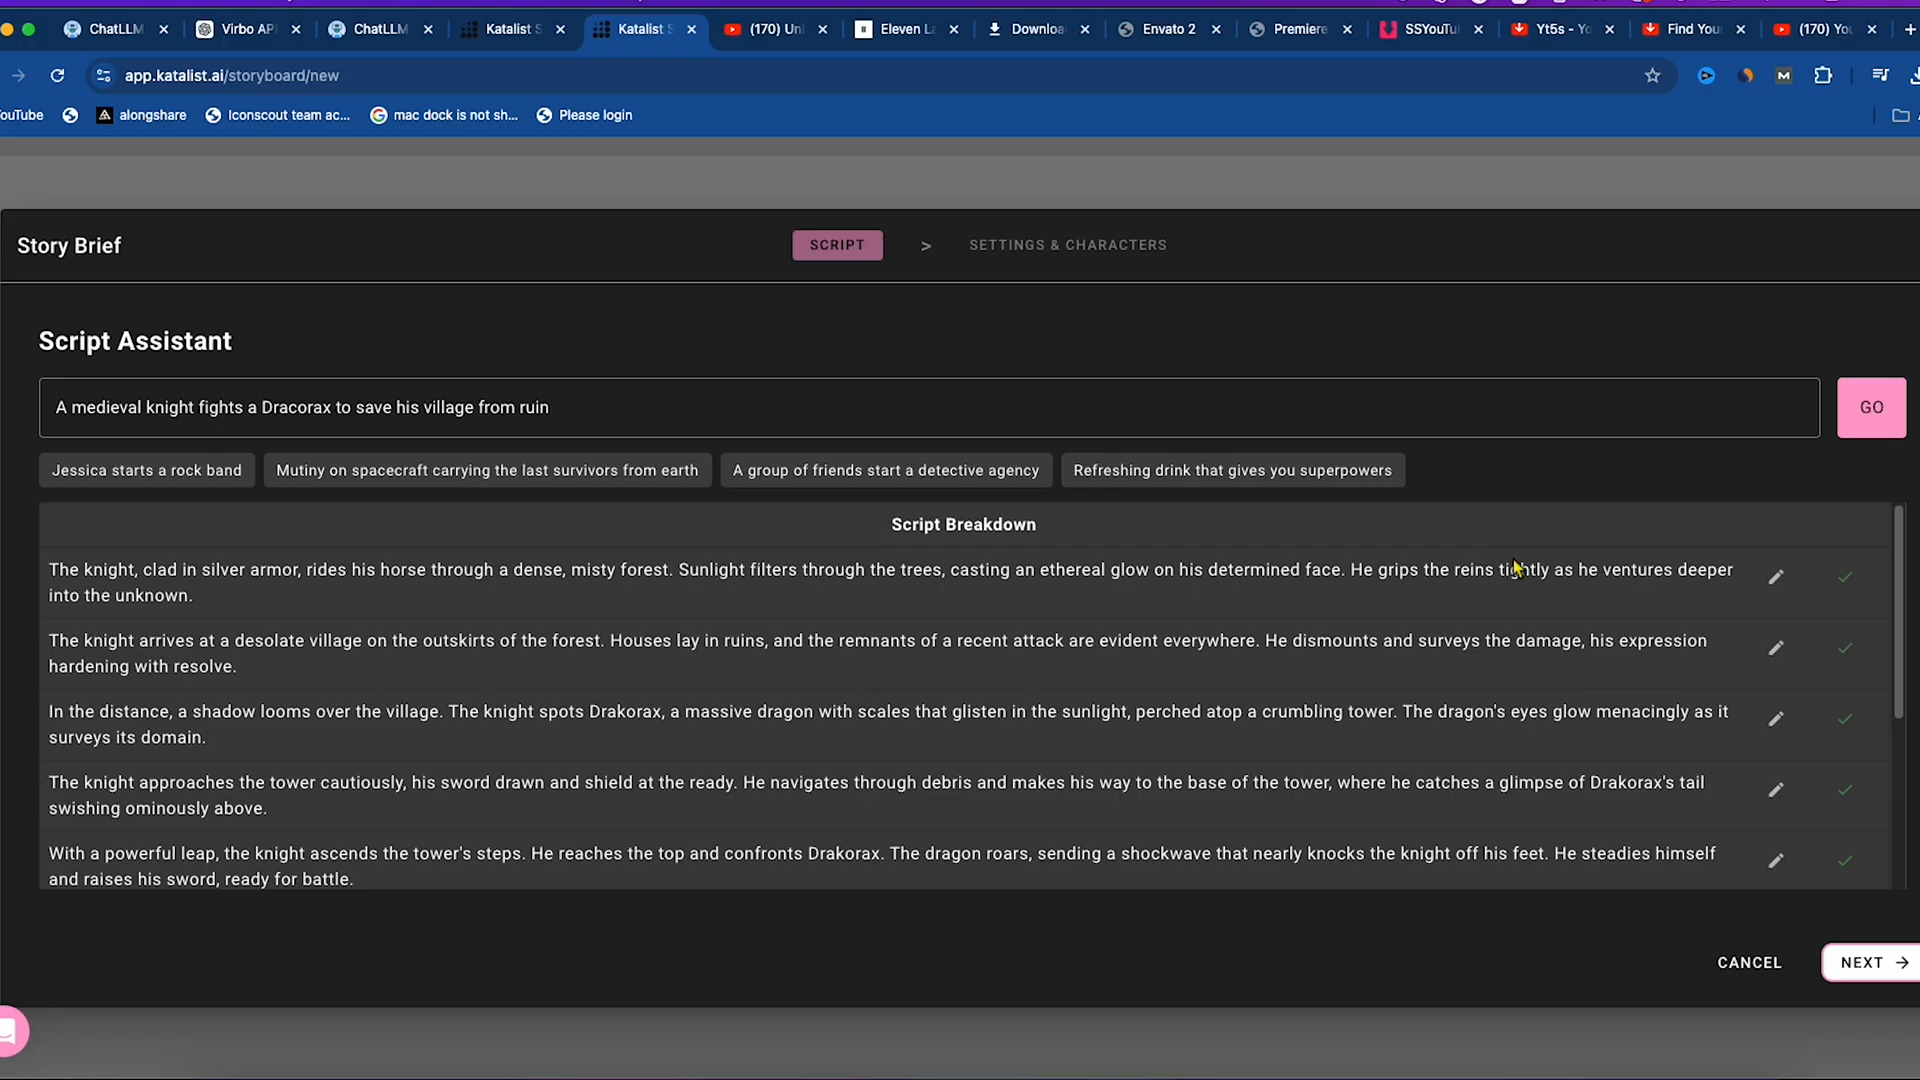 ChatLLM
Virbo AP
ChatLLM
Katalist S
Katalist S
(170) Un
Eleven La
Downloa
Envato 2
Premiere
SSYouTu
Yt5s - Yo
Find You
(170) Yo
app.katalist.ai/storyboard/new
ouTube
alongshare
Iconscout team ac...
mac dock is not sh...
Please login
Story Brief
SCRIPT
>
SETTINGS & CHARACTERS
Script Assistant
A medieval knight fights a Dracorax to save his village from ruin
GO
Jessica starts a rock band
Mutiny on spacecraft carrying the last survivors from earth
A group of friends start a detective agency
Refreshing drink that gives you superpowers
Script Breakdown
The knight, clad in silver armor, rides his horse through a dense, misty forest. Sunlight filters through the trees, casting an ethereal glow on his determined face. He grips the reins tightly as he ventures deeper
into the unknown.
The knight arrives at a desolate village on the outskirts of the forest. Houses lay in ruins, and the remnants of a recent attack are evident everywhere. He dismounts and surveys the damage, his expression
hardening with resolve.
In the distance, a shadow looms over the village. The knight spots Drakorax, a massive dragon with scales that glisten in the sunlight, perched atop a crumbling tower. The dragon's eyes glow menacingly as it
surveys its domain.
The knight approaches the tower cautiously, his sword drawn and shield at the ready. He navigates through debris and makes his way to the base of the tower, where he catches a glimpse of Drakorax's tail
swishing ominously above.
With a powerful leap, the knight ascends the tower's steps. He reaches the top and confronts Drakorax. The dragon roars, sending a shockwave that nearly knocks the knight off his feet. He steadies himself
and raises his sword, ready for battle.
CANCEL
NEXT